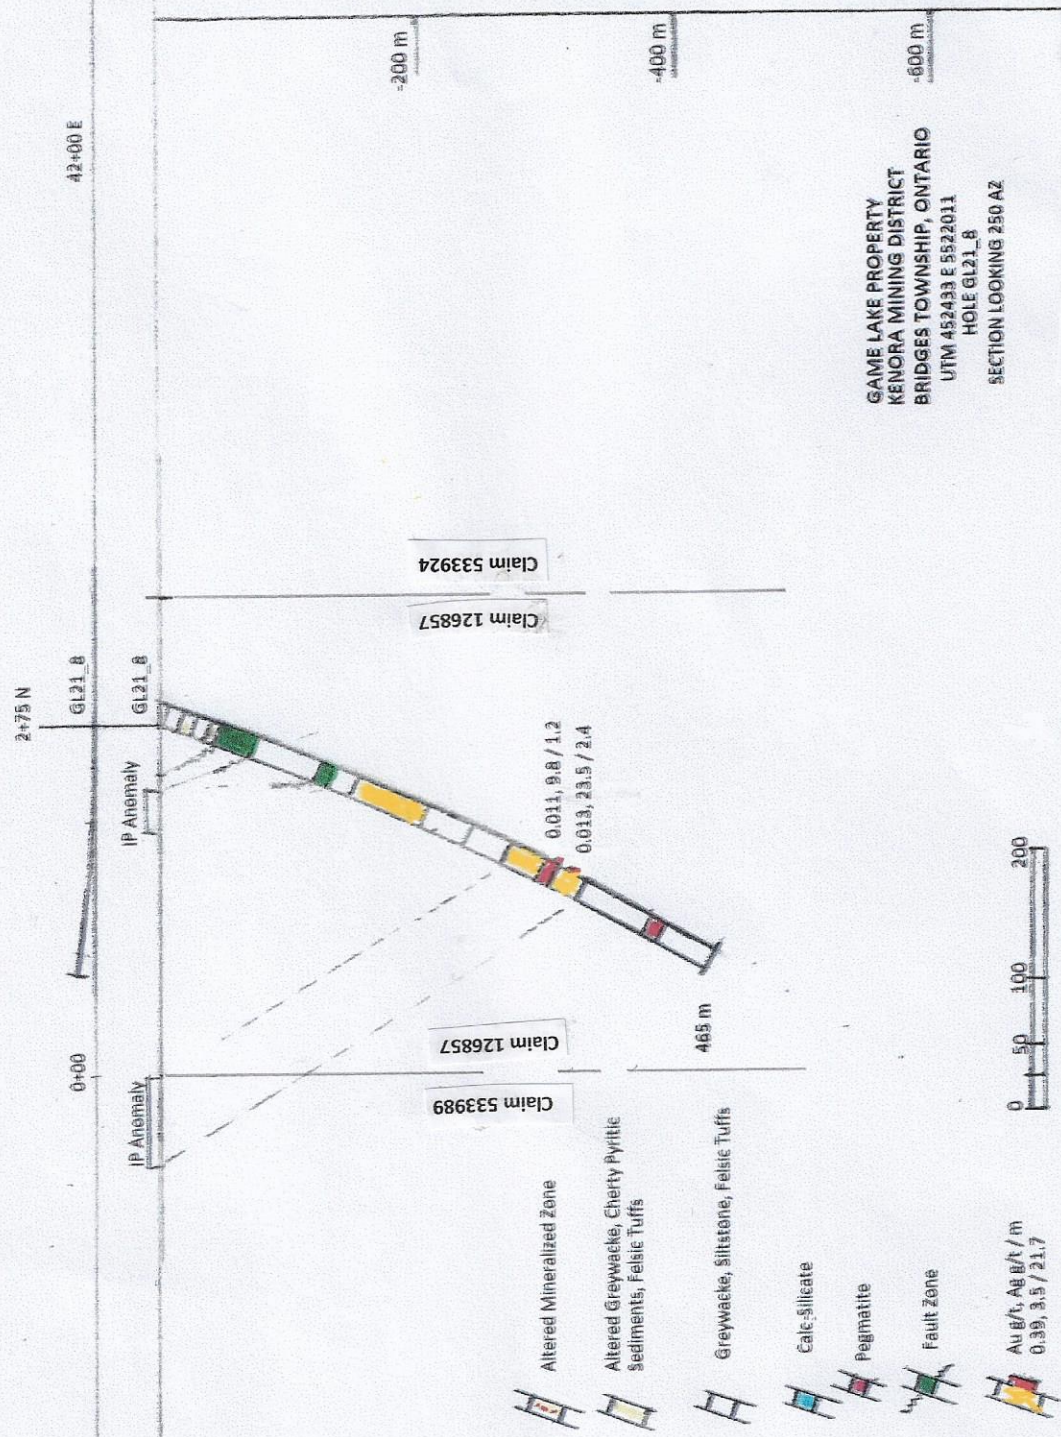 42+00 E
2+75 N
GL21_8
GL21_8
IP Anomaly
0+00
IP Anomaly
-200 m
-400 m
-600 m
Claim 533924
Claim 126857
Claim 126857
Claim 533989
0.011, 9.8 / 1.2
0.013, 23.5 / 2.4
465 m
GAME LAKE PROPERTY
KENORA MINING DISTRICT
BRIDGES TOWNSHIP, ONTARIO
UTM 452433 E 5522011
HOLE GL21_8
SECTION LOOKING 250 AZ
Altered Mineralized Zone
Altered Greywacke, Cherty Pyritic
Sediments, Felsic Tuffs
Greywacke, Siltstone, Felsic Tuffs
Calc-Silicate
Pegmatite
Fault Zone
Au g/t, Ag g/t / m
0.39, 3.5 / 21.7
0 50 100 200